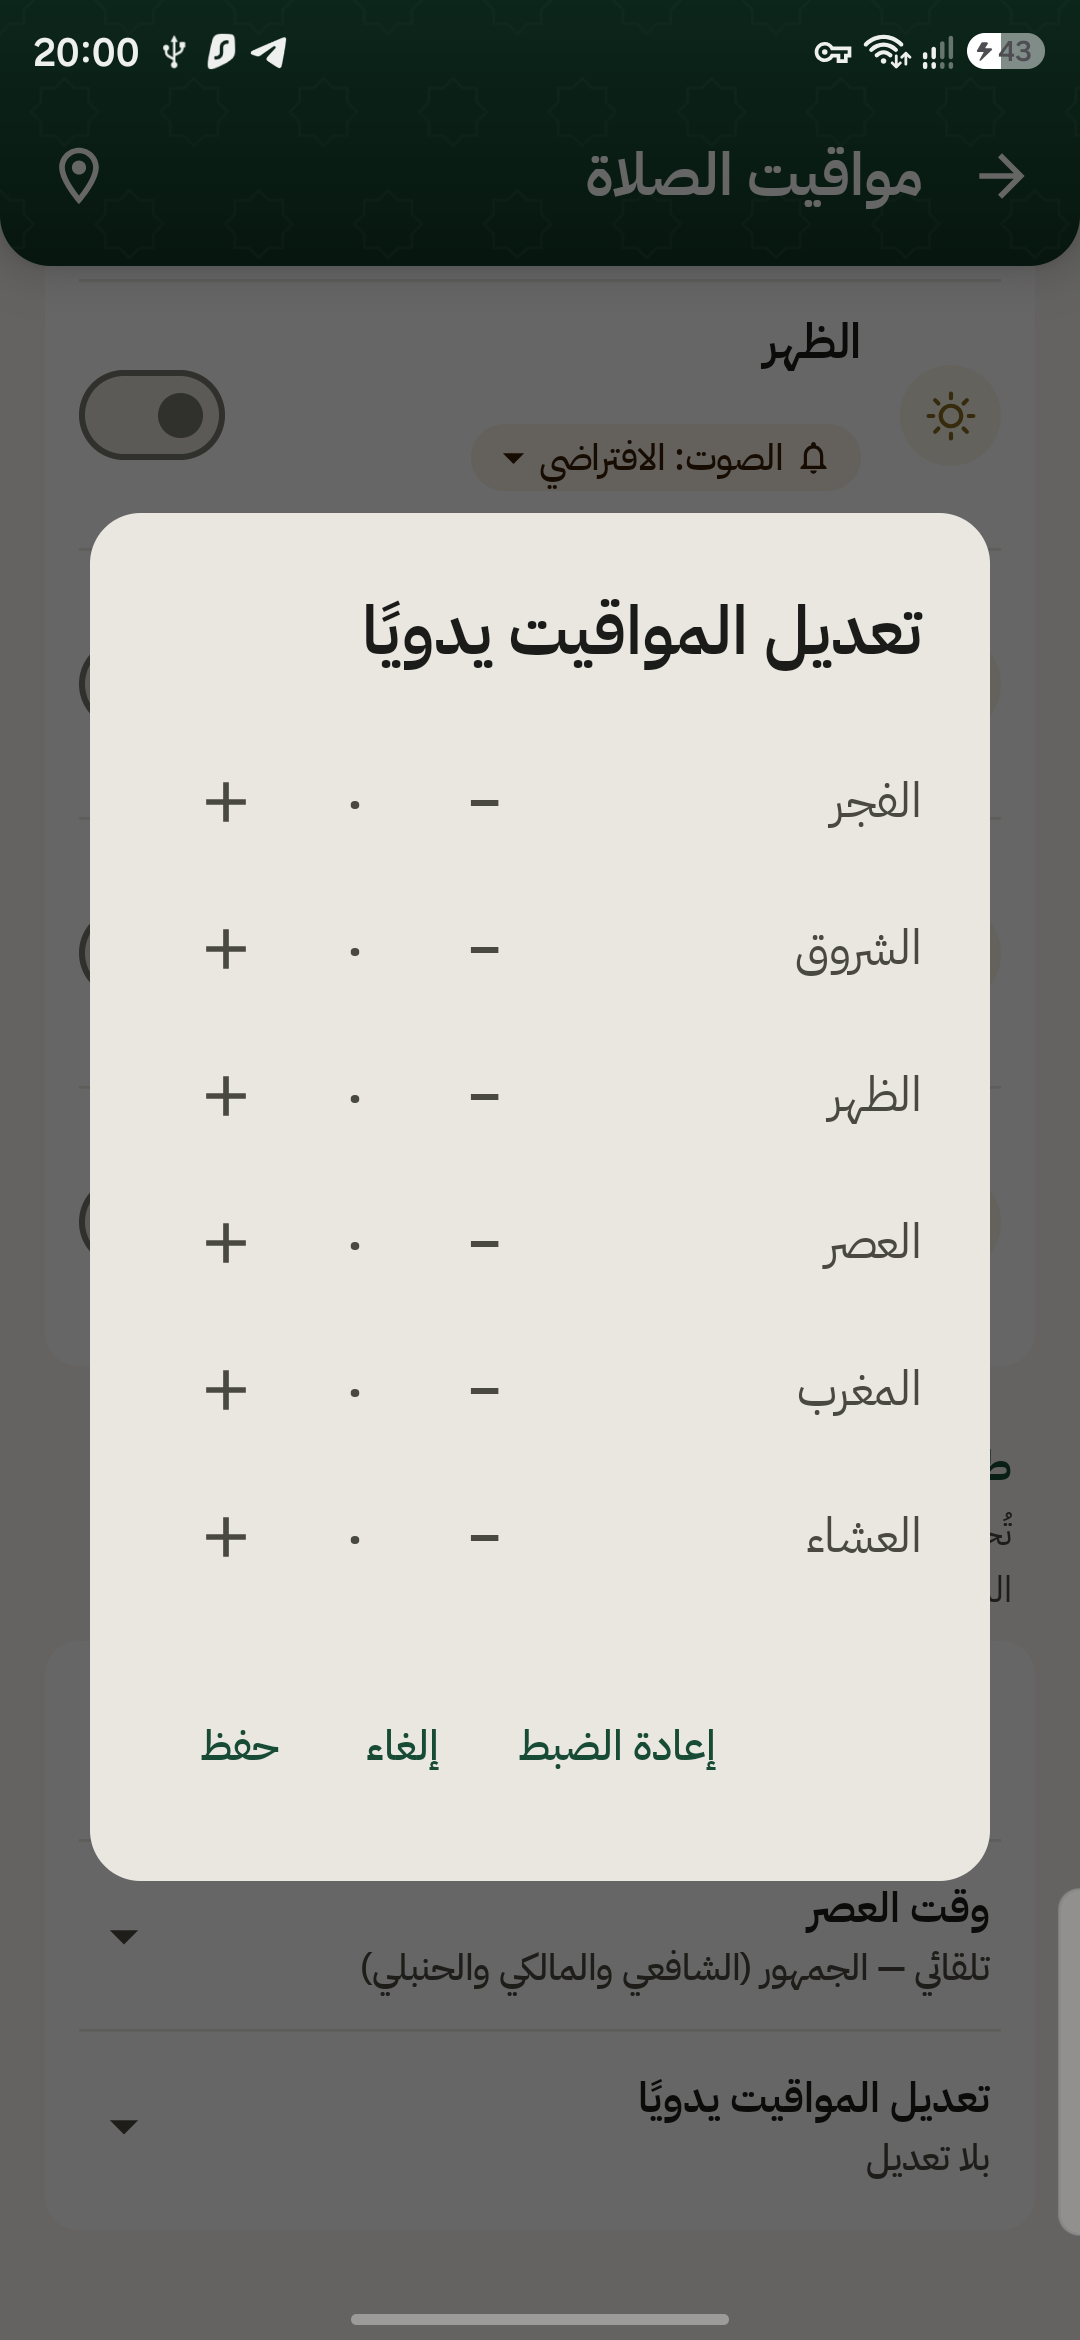 20:00
43
مواقيت الصلاة
الظهر
الصوت: الافتراضي
تعديل المواقيت يدويًا
الفجر − ٠ +
الشروق − ٠ +
الظهر − ٠ +
العصر − ٠ +
المغرب − ٠ +
العشاء − ٠ +
إعادة الضبط إلغاء حفظ
وقت العصر
تلقائي — الجمهور (الشافعي والمالكي والحنبلي)
تعديل المواقيت يدويًا
بلا تعديل